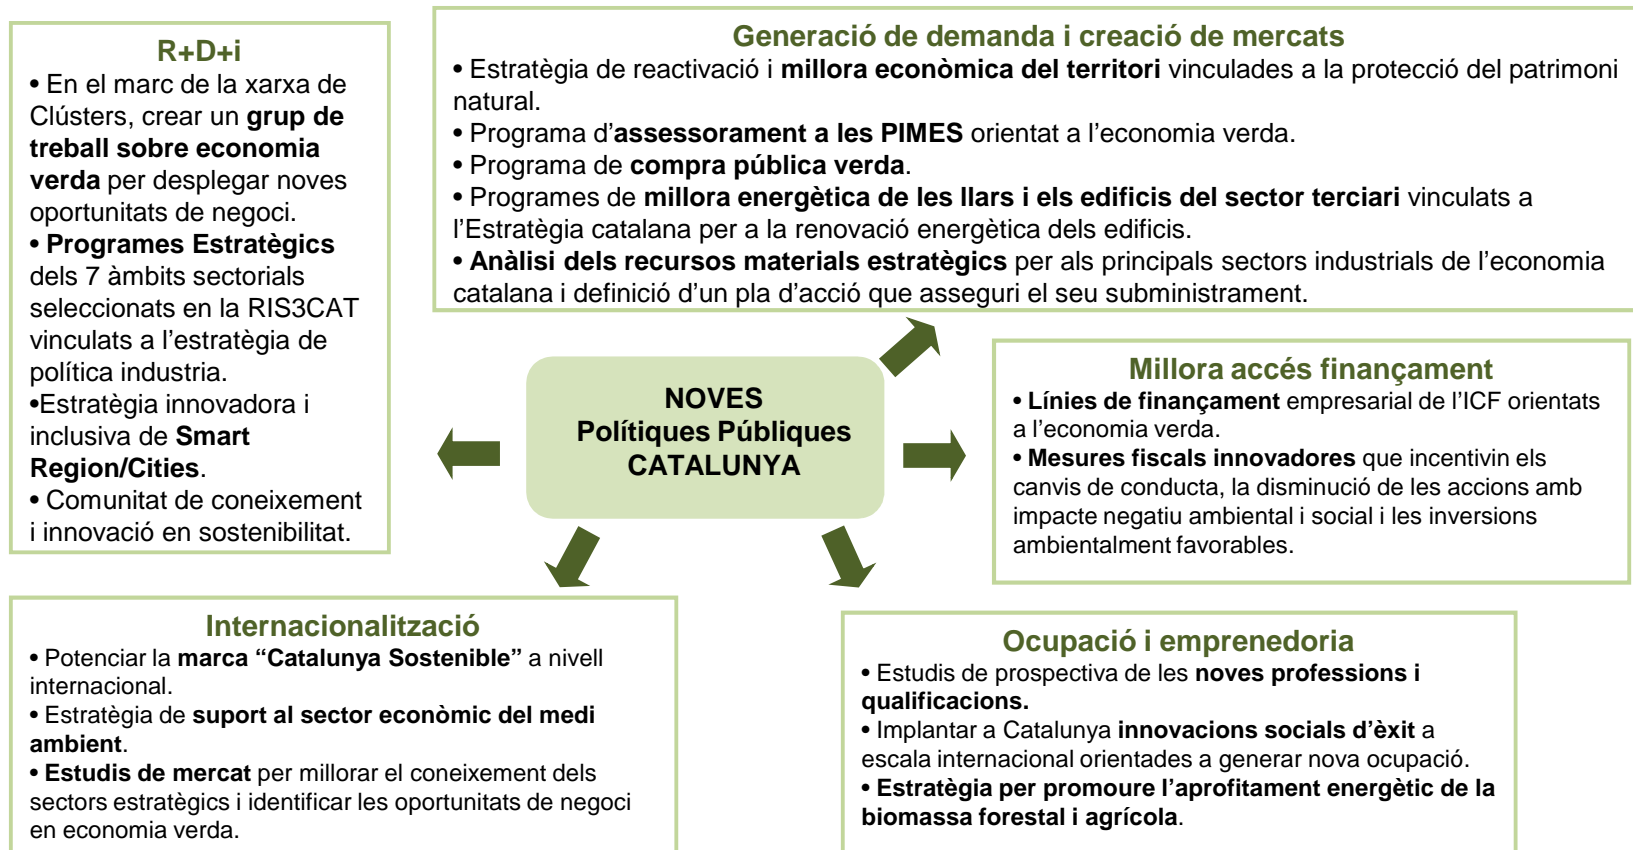 R+D+i
• En el marc de la xarxa de
Clústers, crear un grup de
treball sobre economia
verda per desplegar noves
oportunitats de negoci.
• Programes Estratègics
dels 7 àmbits sectorials
seleccionats en la RIS3CAT
vinculats a l’estratègia de
política industria.
•Estratègia innovadora i
inclusiva de Smart
Region/Cities.
• Comunitat de coneixement
i innovació en sostenibilitat.
Generació de demanda i creació de mercats
• Estratègia de reactivació i millora econòmica del territori vinculades a la protecció del patrimoni
natural.
• Programa d’assessorament a les PIMES orientat a l’economia verda.
• Programa de compra pública verda.
• Programes de millora energètica de les llars i els edificis del sector terciari vinculats a
l’Estratègia catalana per a la renovació energètica dels edificis.
• Anàlisi dels recursos materials estratègics per als principals sectors industrials de l’economia
catalana i definició d’un pla d’acció que asseguri el seu subministrament.
NOVES
Polítiques Públiques
CATALUNYA
Millora accés finançament
• Línies de finançament empresarial de l’ICF orientats
a l’economia verda.
• Mesures fiscals innovadores que incentivin els
canvis de conducta, la disminució de les accions amb
impacte negatiu ambiental i social i les inversions
ambientalment favorables.
Internacionalització
• Potenciar la marca “Catalunya Sostenible” a nivell
internacional.
• Estratègia de suport al sector econòmic del medi
ambient.
• Estudis de mercat per millorar el coneixement dels
sectors estratègics i identificar les oportunitats de negoci
en economia verda.
Ocupació i emprenedoria
• Estudis de prospectiva de les noves professions i
qualificacions.
• Implantar a Catalunya innovacions socials d’èxit a
escala internacional orientades a generar nova ocupació.
• Estratègia per promoure l’aprofitament energètic de la
biomassa forestal i agrícola.